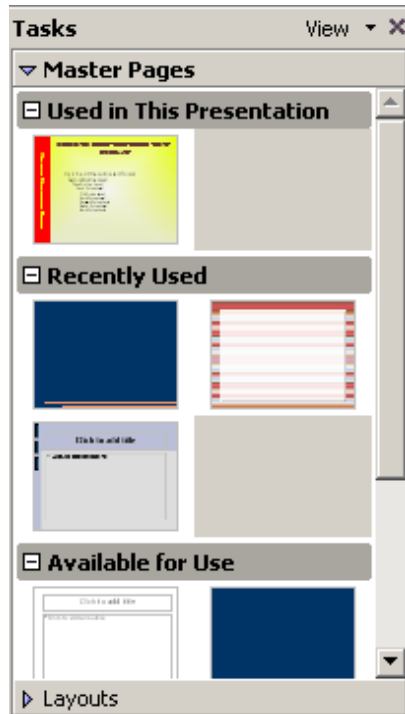 Tasks View
Master Pages
Used in This Presentation
Recently Used
Click to add title
Available for Use
Click to add title
Layouts